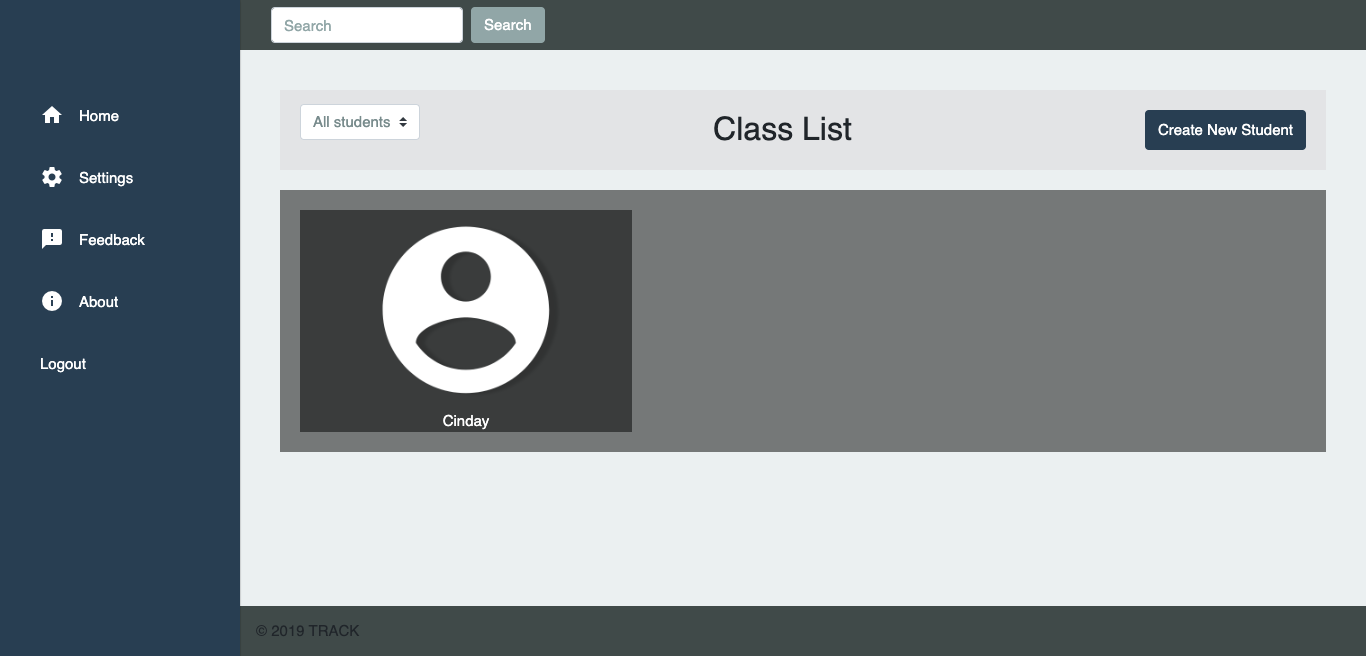 Search Search
Home
Settings
Feedback
About
Logout
All students Class List Create New Student
Cinday
© 2019 TRACK